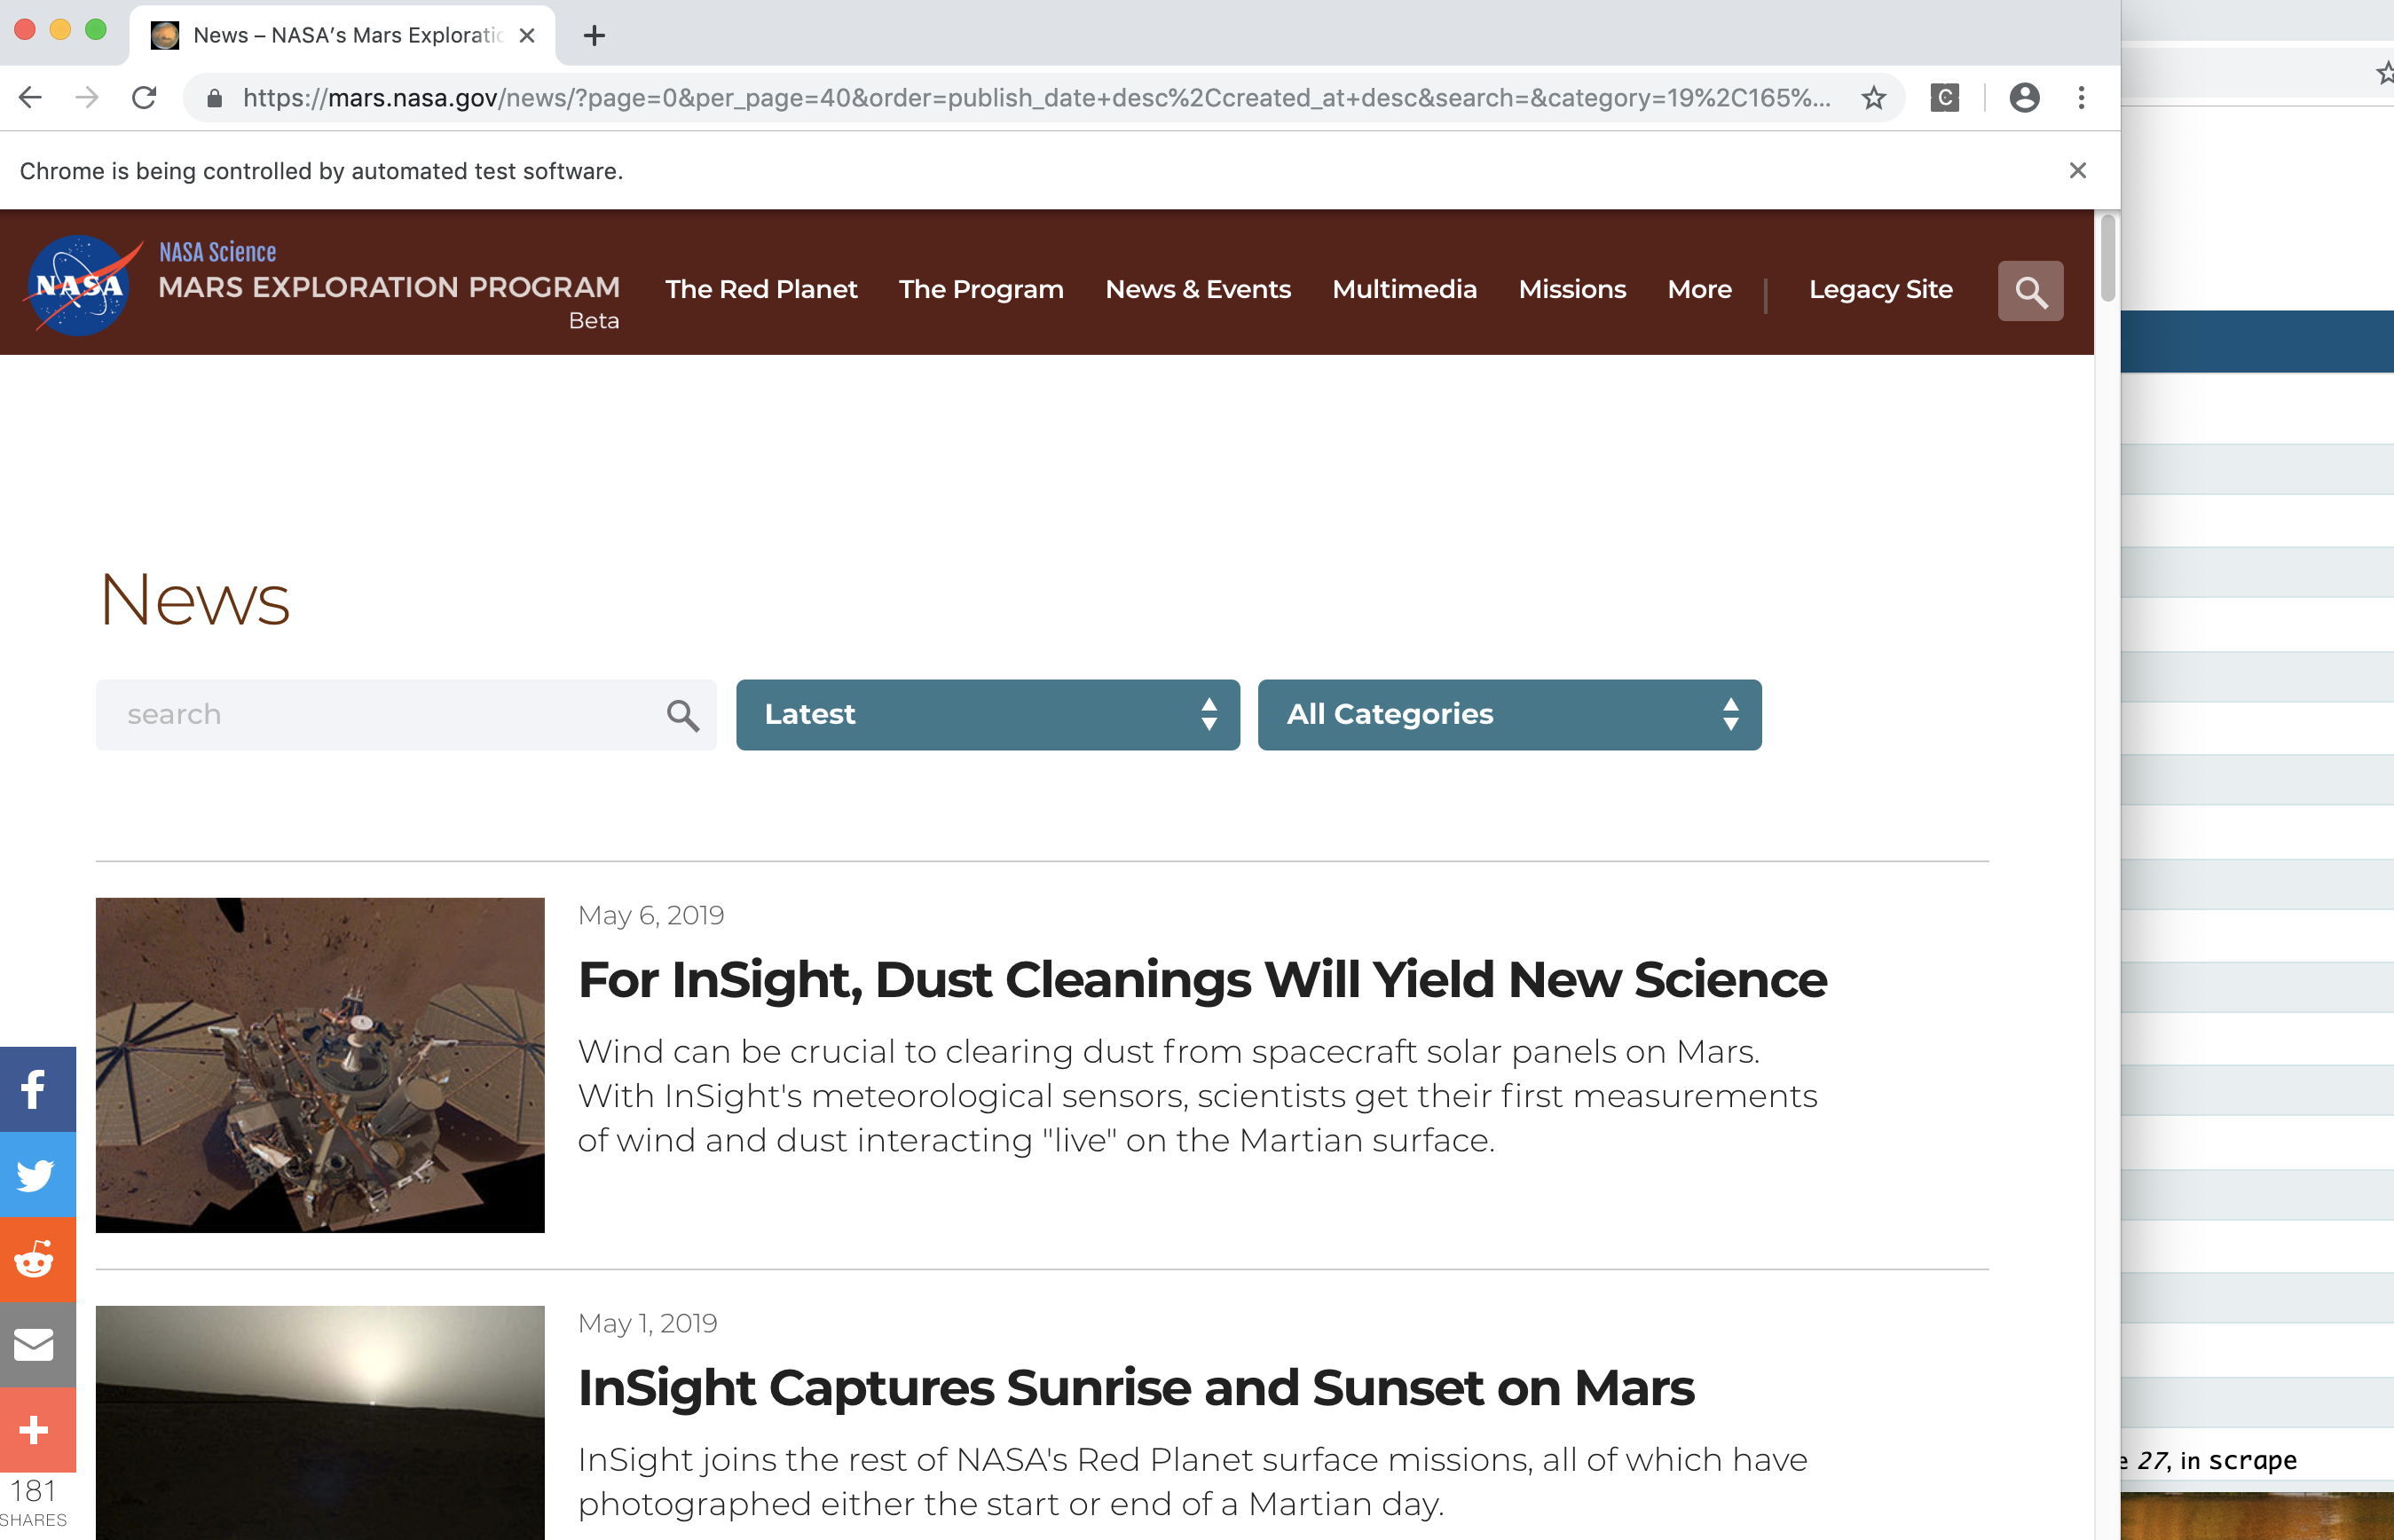 News – NASA's Mars Exploratio
https://mars.nasa.gov/news/?page=0&per_page=40&order=publish_date+desc%2Ccreated_at+desc&search=&category=19%2C165%...
C
Chrome is being controlled by automated test software.
NASA
NASA Science
MARS EXPLORATION PROGRAM
Beta
The Red Planet
The Program
News & Events
Multimedia
Missions
More
Legacy Site
News
search
Latest
All Categories
May 6, 2019
For InSight, Dust Cleanings Will Yield New Science
Wind can be crucial to clearing dust from spacecraft solar panels on Mars.
With InSight's meteorological sensors, scientists get their first measurements
of wind and dust interacting "live" on the Martian surface.
May 1, 2019
InSight Captures Sunrise and Sunset on Mars
InSight joins the rest of NASA's Red Planet surface missions, all of which have
photographed either the start or end of a Martian day.
181
SHARES
e 27, in scrape